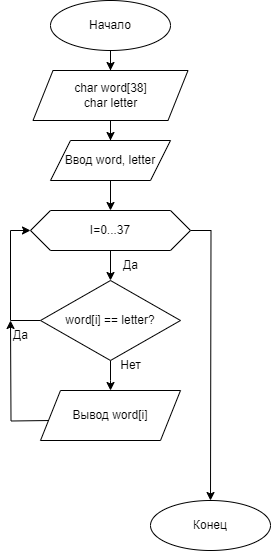 Начало
char word[38]
char letter
Ввод word, letter
I=0...37
Да
word[i] == letter?
Да
Нет
Вывод word[i]
Конец